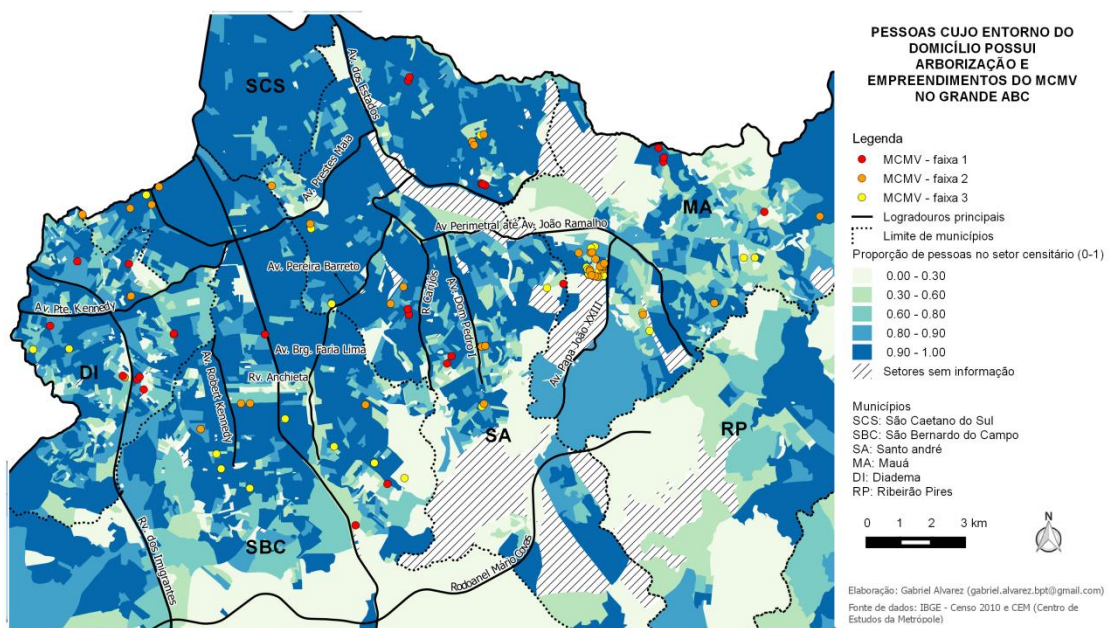 PESSOAS CUJO ENTORNO DO
DOMICÍLIO POSSUI
ARBORIZAÇÃO E
EMPREENDIMENTOS DO MCMV
NO GRANDE ABC
Legenda
MCMV - faixa 1
MCMV - faixa 2
MCMV - faixa 3
Logradouros principais
Limite de municípios
Proporção de pessoas no setor censitário (0-1)
0.00 - 0.30
0.30 - 0.60
0.60 - 0.80
0.80 - 0.90
0.90 - 1.00
Setores sem informação
Municípios
SCS: São Caetano do Sul
SBC: São Bernardo do Campo
SA: Santo andré
MA: Mauá
DI: Diadema
RP: Ribeirão Pires
0 1 2 3 km
N
Elaboração: Gabriel Alvarez (gabriel.alvarez.bpt@gmail.com)
Fonte de dados: IBGE - Censo 2010 e CEM (Centro de
Estudos da Metrópole)
SCS
Av. dos Estados
Av. Prestes Maia
MA
Av Perimetral até Av. João Ramalho
Av. Pereira Barreto
R Carijós
Av. Dom Pedro I
Av. Papa João XXIII
Av. Pte. Kennedy
Av. Brg. Faria Lima
Rv. Anchieta
Av. Robert Kennedy
DI
SA
RP
SBC
Rv. dos Imigrantes
Rodoanel Mário Covas